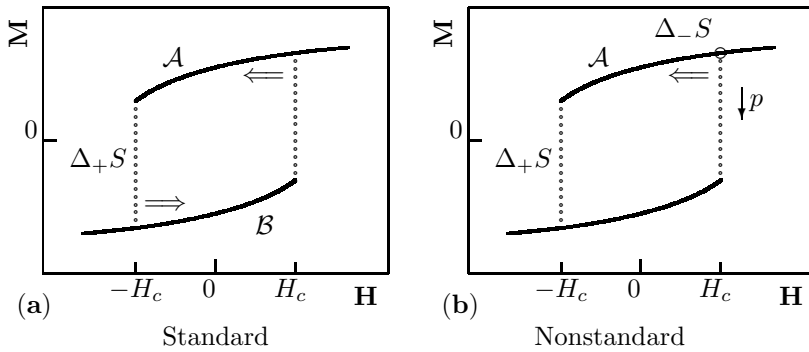 M
𝒜
⇐
0
Δ₊S
⇒
ℬ
−H_c 0 H_c H
(a)
Standard
M
Δ₋S
𝒜
⇐
p
0
Δ₊S
−H_c 0 H_c H
(b)
Nonstandard